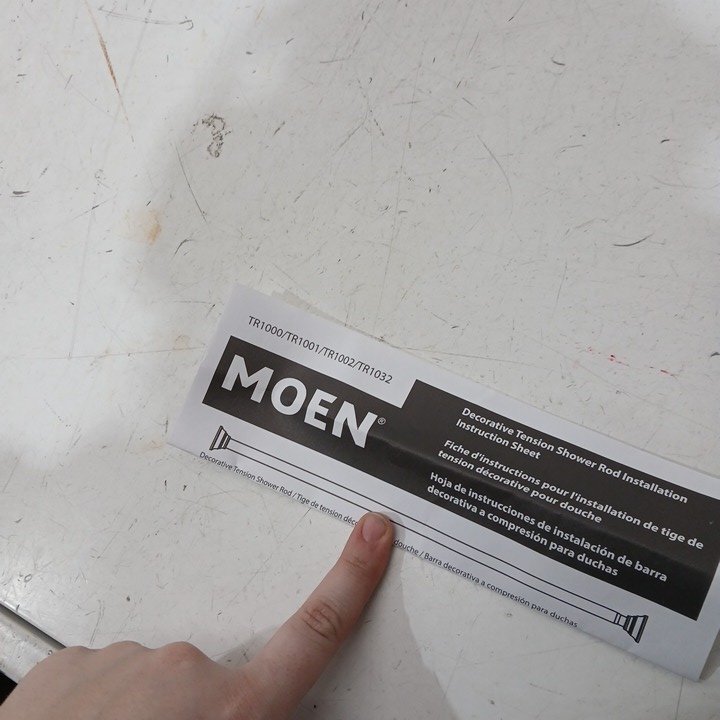 TR1000/TR1001/TR1002/TR1032
MOEN®
Decorative Tension Shower Rod Installation
Instruction Sheet
Fiche d'instructions pour l'installation de tige de
tension décorative pour douche
Hoja de instrucciones de instalación de barra
decorativa a compresión para duchas
Decorative Tension Shower Rod / Tige de tension douche / Barra decorativa a compresión para duchas